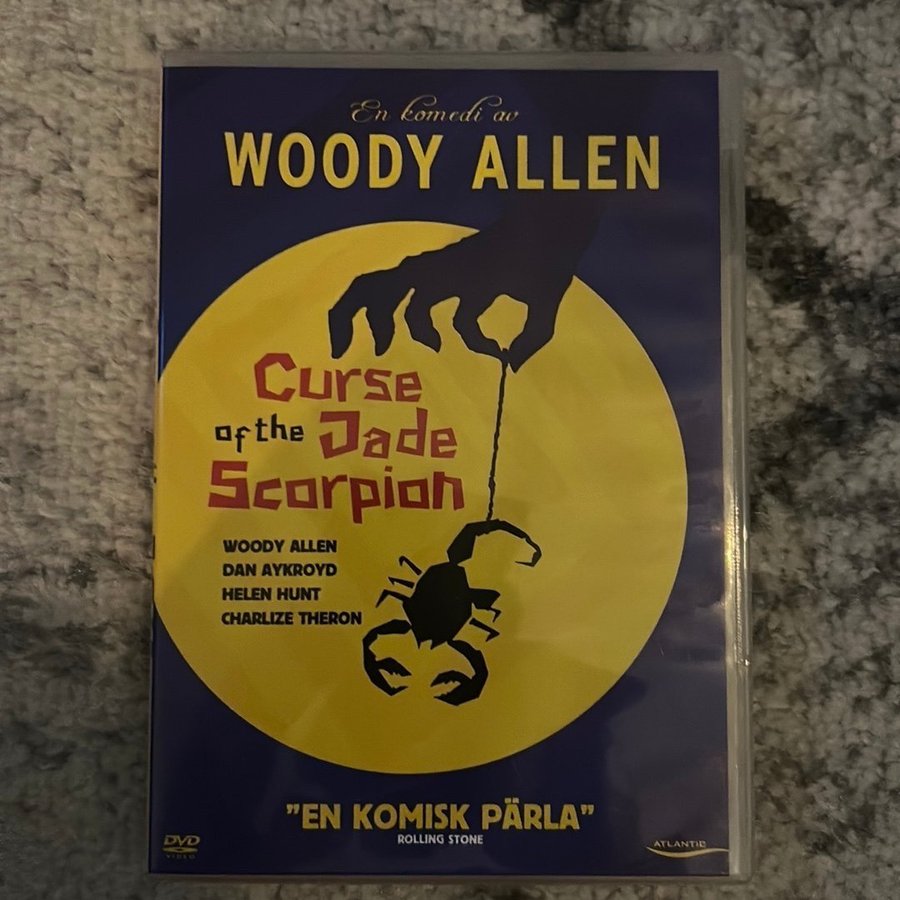 En komedi av
WOODY ALLEN
Curse
of the Jade
Scorpion
WOODY ALLEN
DAN AYKROYD
HELEN HUNT
CHARLIZE THERON
"EN KOMISK PÄRLA"
ROLLING STONE
DVD
VIDEO
ATLANTIC